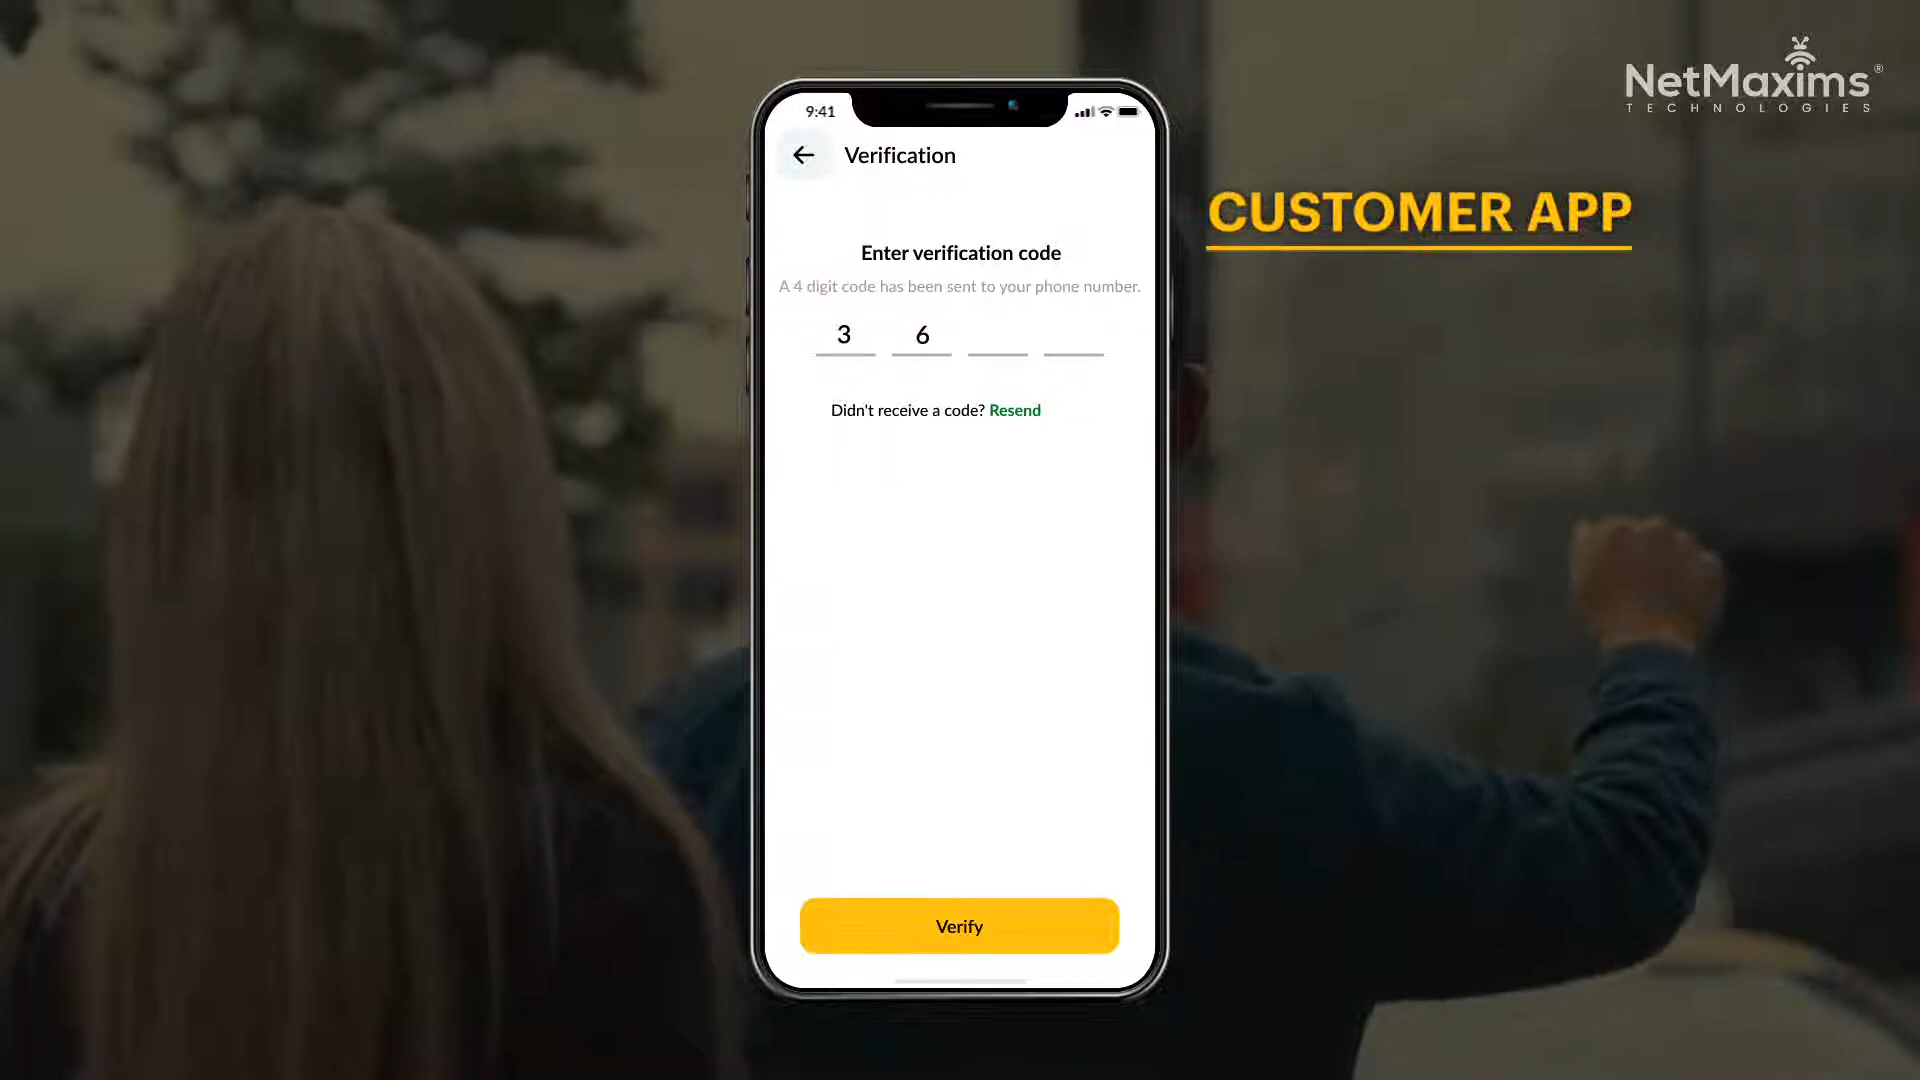 NetMaxims®
TECHNOLOGIES
CUSTOMER APP
9:41
Verification
Enter verification code
A 4 digit code has been sent to your phone number.
3 6
Didn't receive a code? Resend
Verify